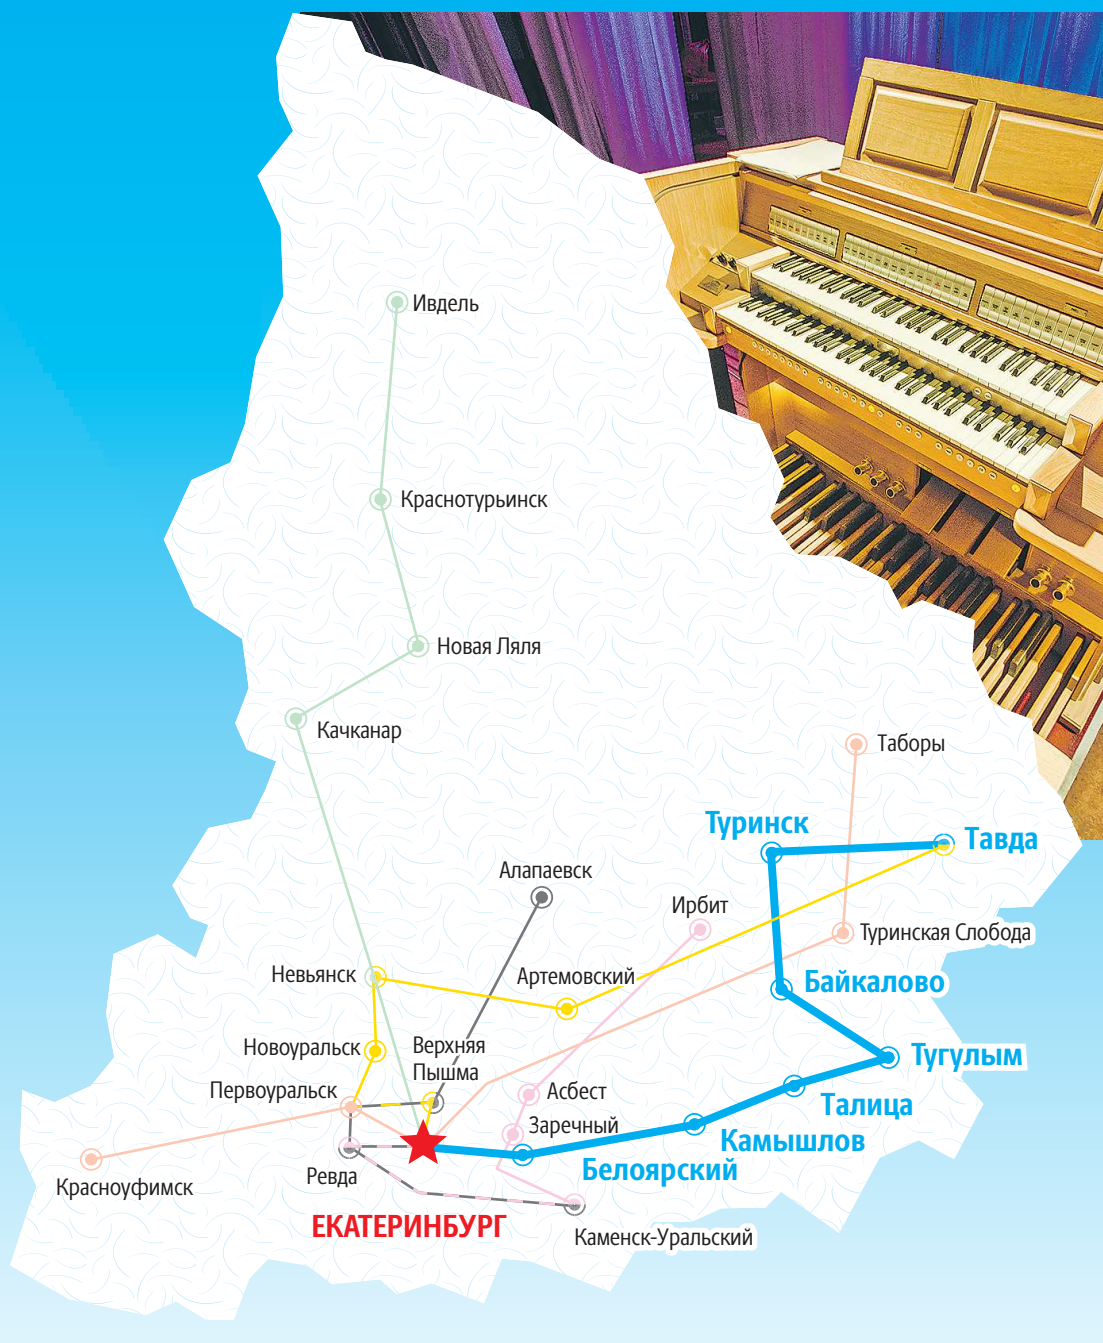 Ивдель
Краснотурьинск
Новая Ляля
Качканар
Таборы
Туринск
Тавда
Алапаевск
Ирбит
Туринская Слобода
Невьянск
Артемовский
Байкалово
Новоуральск
Верхняя
Пышма
Тугулым
Первоуральск
Асбест
Талица
Заречный
Камышлов
Белоярский
Ревда
Красноуфимск
ЕКАТЕРИНБУРГ
Каменск-Уральский